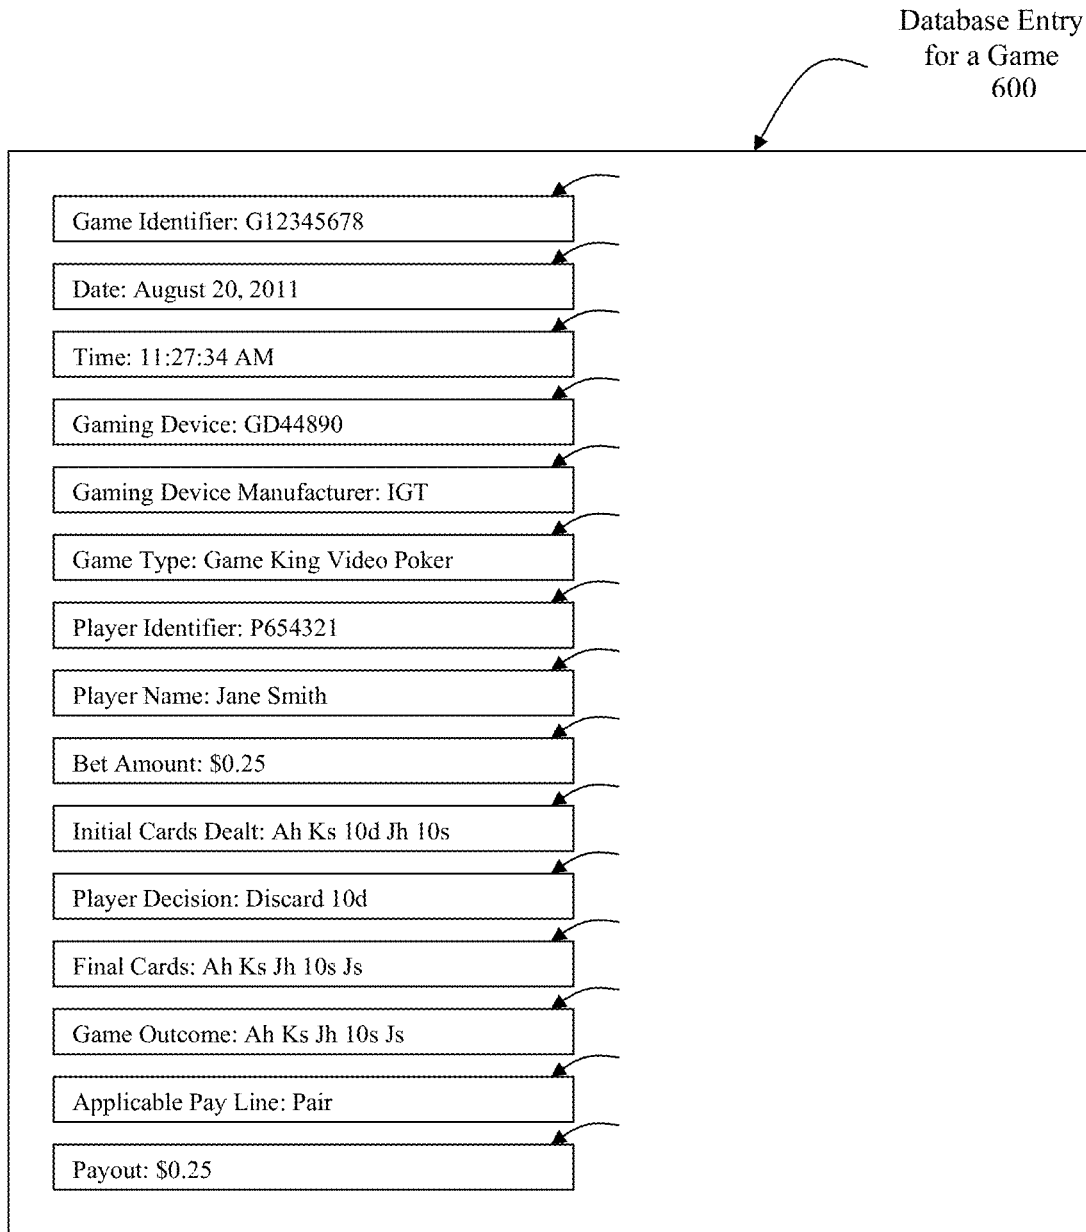 Database Entry
for a Game
600
Game Identifier: G12345678
Date: August 20, 2011
Time: 11:27:34 AM
Gaming Device: GD44890
Gaming Device Manufacturer: IGT
Game Type: Game King Video Poker
Player Identifier: P654321
Player Name: Jane Smith
Bet Amount: $0.25
Initial Cards Dealt: Ah Ks 10d Jh 10s
Player Decision: Discard 10d
Final Cards: Ah Ks Jh 10s Js
Game Outcome: Ah Ks Jh 10s Js
Applicable Pay Line: Pair
Payout: $0.25